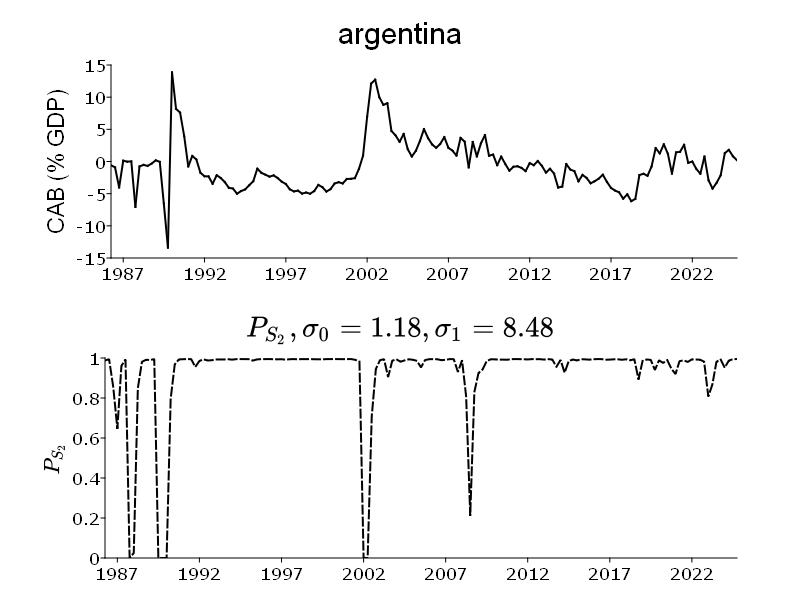 argentina
CAB (% GDP)
15
10
5
0
-5
-10
-15
1987 1992 1997 2002 2007 2012 2017 2022
P_{S_2}, σ_0 = 1.18, σ_1 = 8.48
P_{S_2}
1
0.8
0.6
0.4
0.2
0
1987 1992 1997 2002 2007 2012 2017 2022